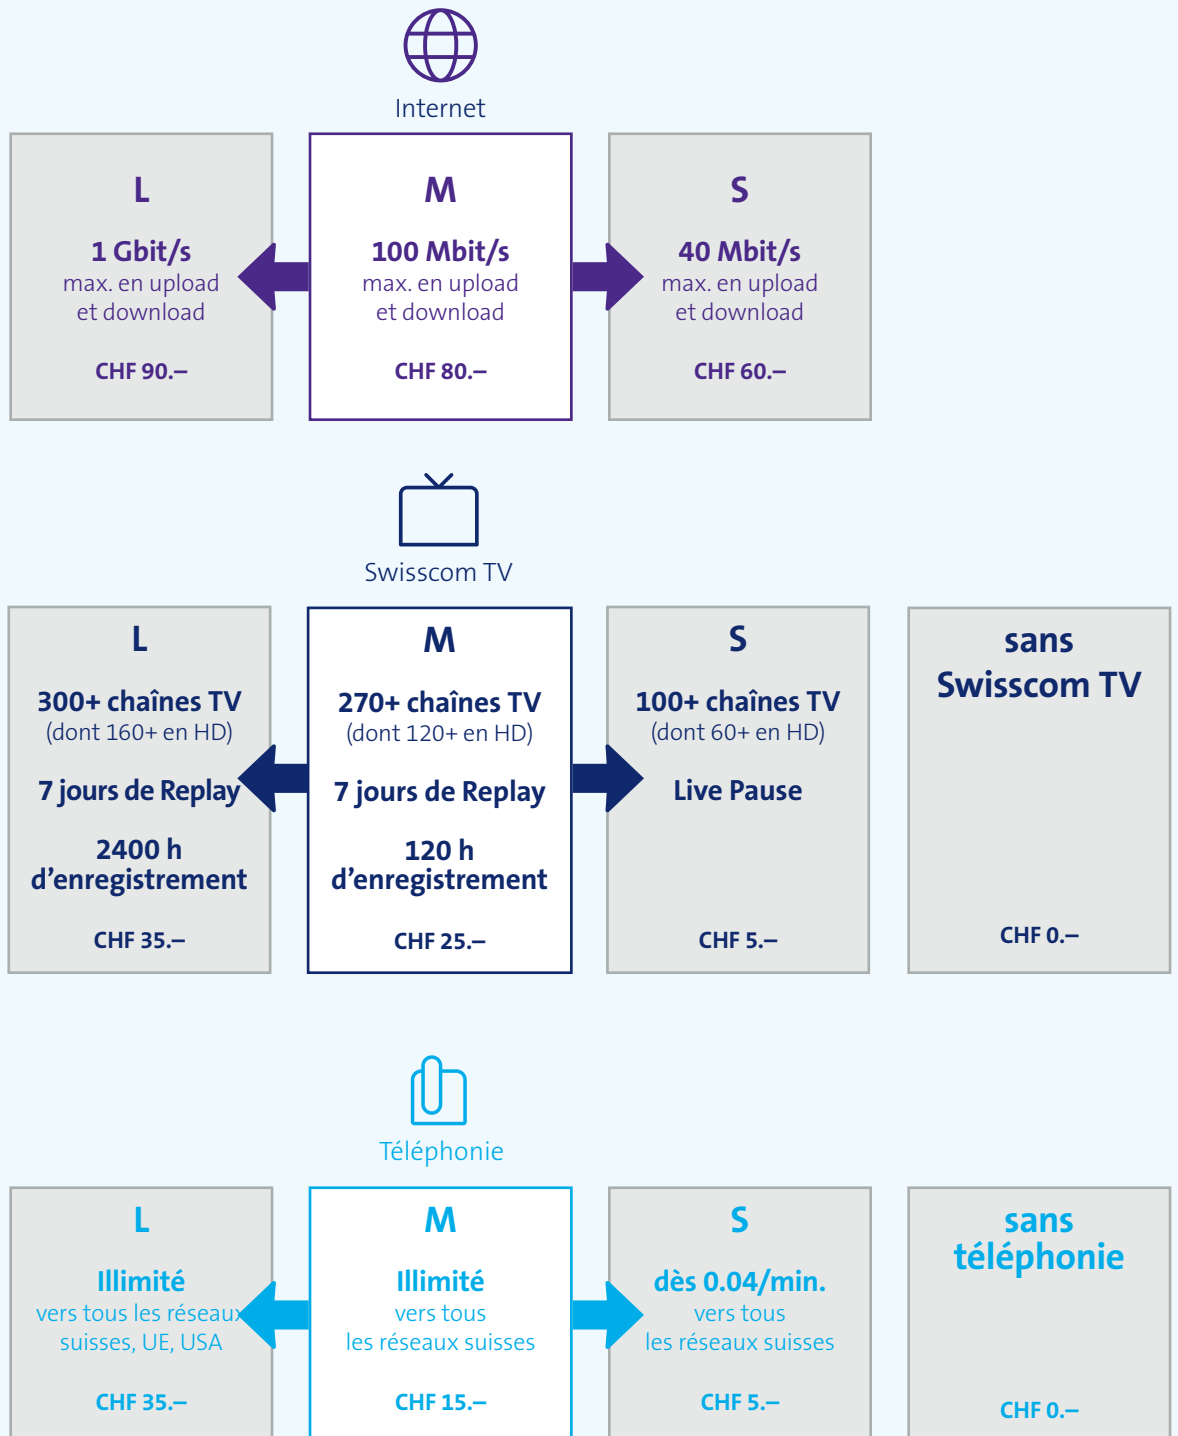 Internet
L
1 Gbit/s
max. en upload
et download
CHF 90.–
M
100 Mbit/s
max. en upload
et download
CHF 80.–
S
40 Mbit/s
max. en upload
et download
CHF 60.–
Swisscom TV
L
300+ chaînes TV
(dont 160+ en HD)
7 jours de Replay
2400 h
d’enregistrement
CHF 35.–
M
270+ chaînes TV
(dont 120+ en HD)
7 jours de Replay
120 h
d’enregistrement
CHF 25.–
S
100+ chaînes TV
(dont 60+ en HD)
Live Pause
CHF 5.–
sans
Swisscom TV
CHF 0.–
Téléphonie
L
Illimité
vers tous les réseaux
suisses, UE, USA
CHF 35.–
M
Illimité
vers tous
les réseaux suisses
CHF 15.–
S
dès 0.04/min.
vers tous
les réseaux suisses
CHF 5.–
sans
téléphonie
CHF 0.–